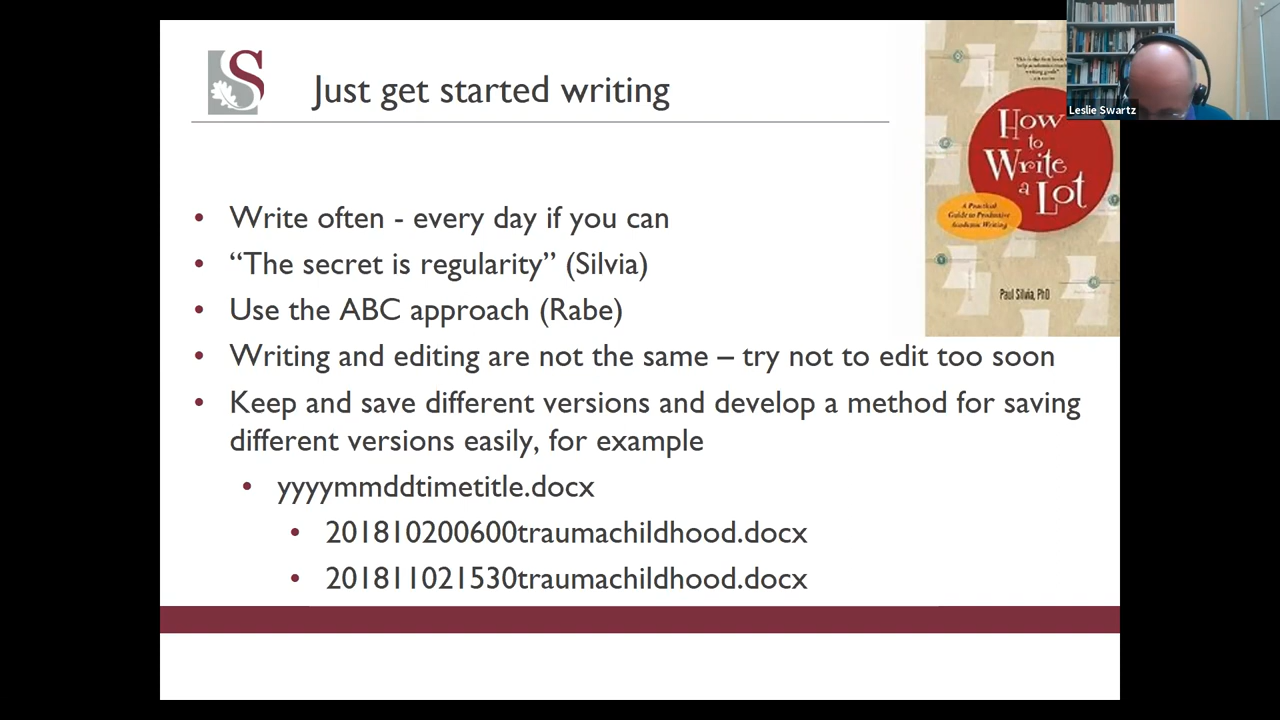 S
Just get started writing
Leslie Swartz
How
to
Write
a Lot
A Practical
Guide to Productive
Academic Writing
Paul Silvia, PhD
• Write often - every day if you can
• “The secret is regularity” (Silvia)
• Use the ABC approach (Rabe)
• Writing and editing are not the same – try not to edit too soon
• Keep and save different versions and develop a method for saving
different versions easily, for example
• yyyymmddtimetitle.docx
• 201810200600traumachildhood.docx
• 201811021530traumachildhood.docx